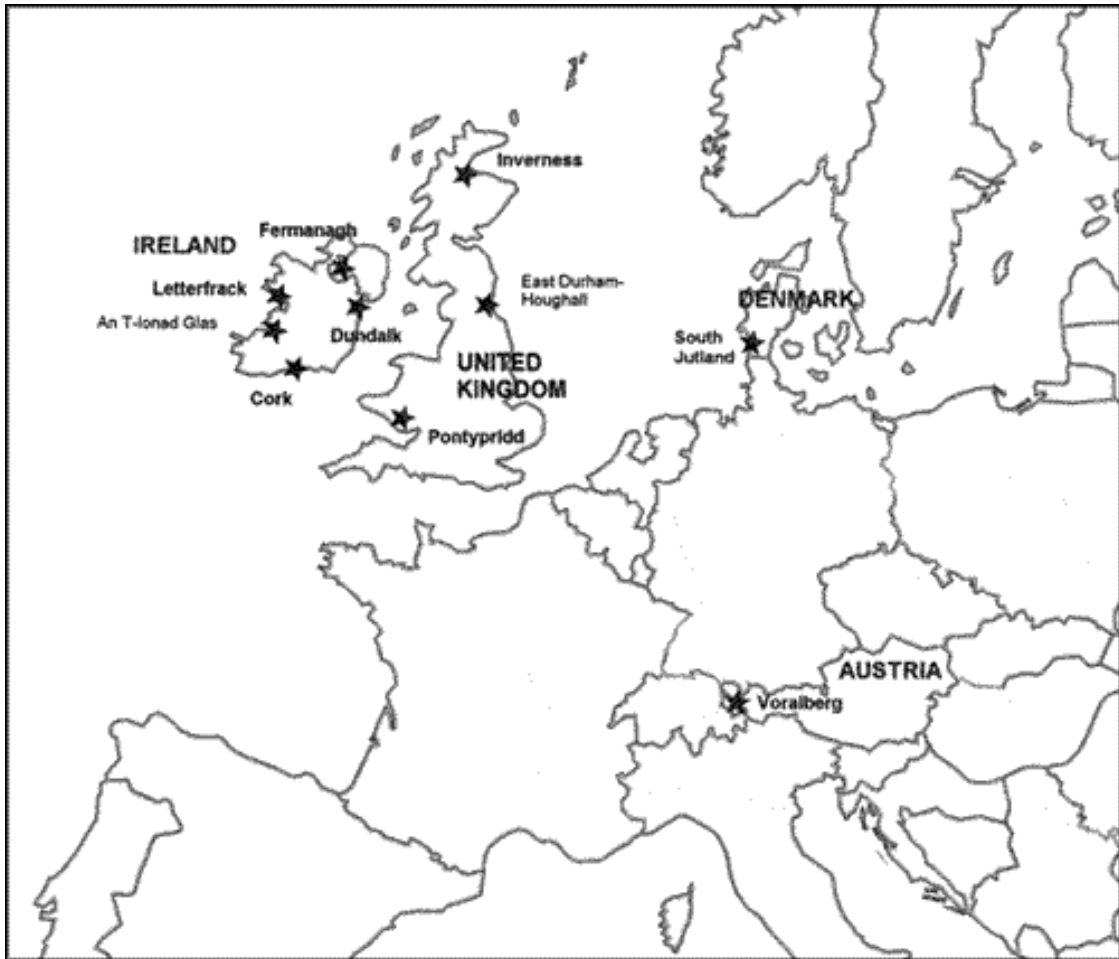 Inverness
Fermanagh
IRELAND
Letterfrack
An T-Ionad Glas
Dundalk
Cork
East Durham-
Houghall
UNITED
KINGDOM
Pontypridd
DENMARK
South
Jutland
AUSTRIA
Voralberg